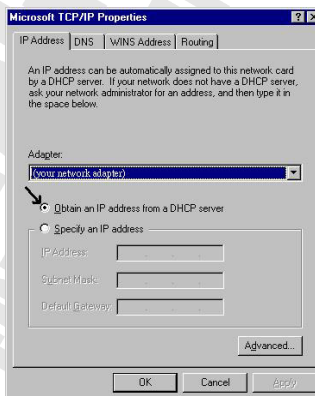 Microsoft TCP/IP Properties
IP Address DNS WINS Address Routing
An IP address can be automatically assigned to this network card
by a DHCP server. If your network does not have a DHCP server,
ask your network administrator for an address, and then type it in
the space below.
Adapter:
(your network adapter)
Obtain an IP address from a DHCP server
Specify an IP address
IP Address:
Subnet Mask:
Default Gateway:
Advanced...
OK Cancel Apply